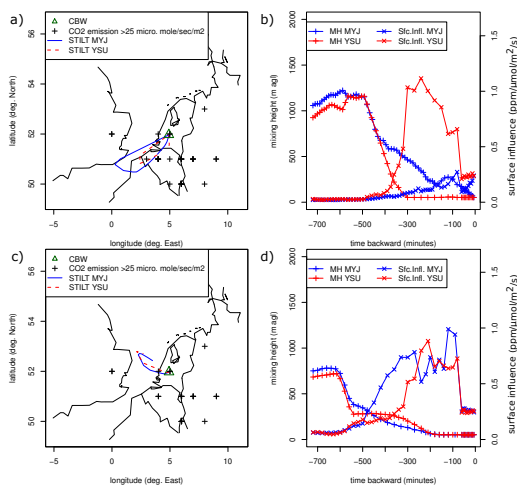 a)
CBW
CO2 emission >25 micro. mole/sec/m2
STILT MYJ
STILT YSU
latitude (deg. North)
56
54
52
50
−5
0
5
10
longitude (deg. East)
b)
MH MYJ
MH YSU
Sfc.Infl. MYJ
Sfc.Infl. YSU
mixing height (m agl)
2000
1500
1000
500
0
surface influence (ppm/μmol/m²/s)
1.5
1.0
0.5
0.0
−700
−500
−300
−100
0
time backward (minutes)
c)
CBW
CO2 emission >25 micro. mole/sec/m2
STILT MYJ
STILT YSU
latitude (deg. North)
56
54
52
50
−5
0
5
10
longitude (deg. East)
d)
MH MYJ
MH YSU
Sfc.Infl. MYJ
Sfc.Infl. YSU
mixing height (m agl)
2000
1500
1000
500
0
surface influence (ppm/μmol/m²/s)
1.5
1.0
0.5
0.0
−700
−500
−300
−100
0
time backward (minutes)